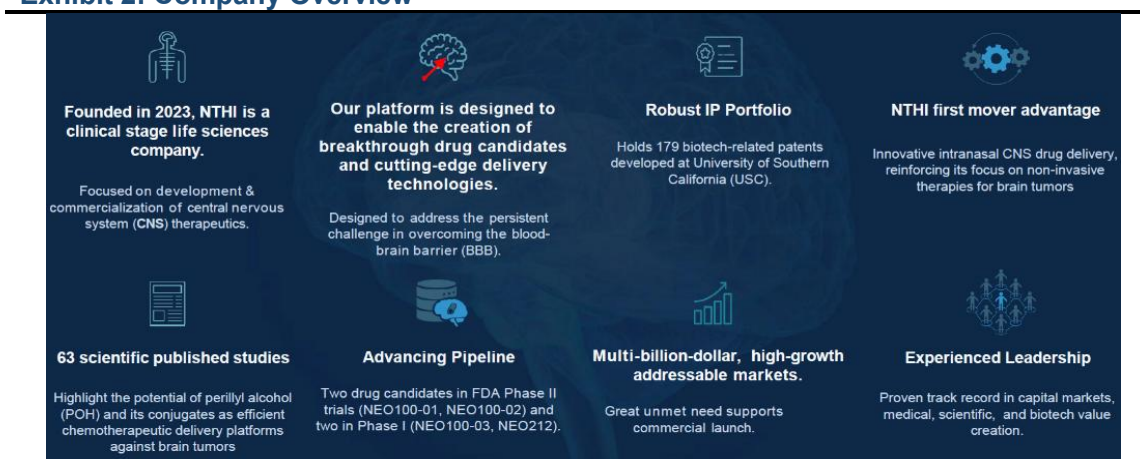 Exhibit 2: Company Overview
Founded in 2023, NTHI is a
clinical stage life sciences
company.
Focused on development &
commercialization of central nervous
system (CNS) therapeutics.
Our platform is designed to
enable the creation of
breakthrough drug candidates
and cutting-edge delivery
technologies.
Designed to address the persistent
challenge in overcoming the blood-
brain barrier (BBB).
Robust IP Portfolio
Holds 179 biotech-related patents
developed at University of Southern
California (USC).
NTHI first mover advantage
Innovative intranasal CNS drug delivery,
reinforcing its focus on non-invasive
therapies for brain tumors
63 scientific published studies
Highlight the potential of perillyl alcohol
(POH) and its conjugates as efficient
chemotherapeutic delivery platforms
against brain tumors
Advancing Pipeline
Two drug candidates in FDA Phase II
trials (NEO100-01, NEO100-02) and
two in Phase I (NEO100-03, NEO212).
Multi-billion-dollar, high-growth
addressable markets.
Great unmet need supports
commercial launch.
Experienced Leadership
Proven track record in capital markets,
medical, scientific, and biotech value
creation.